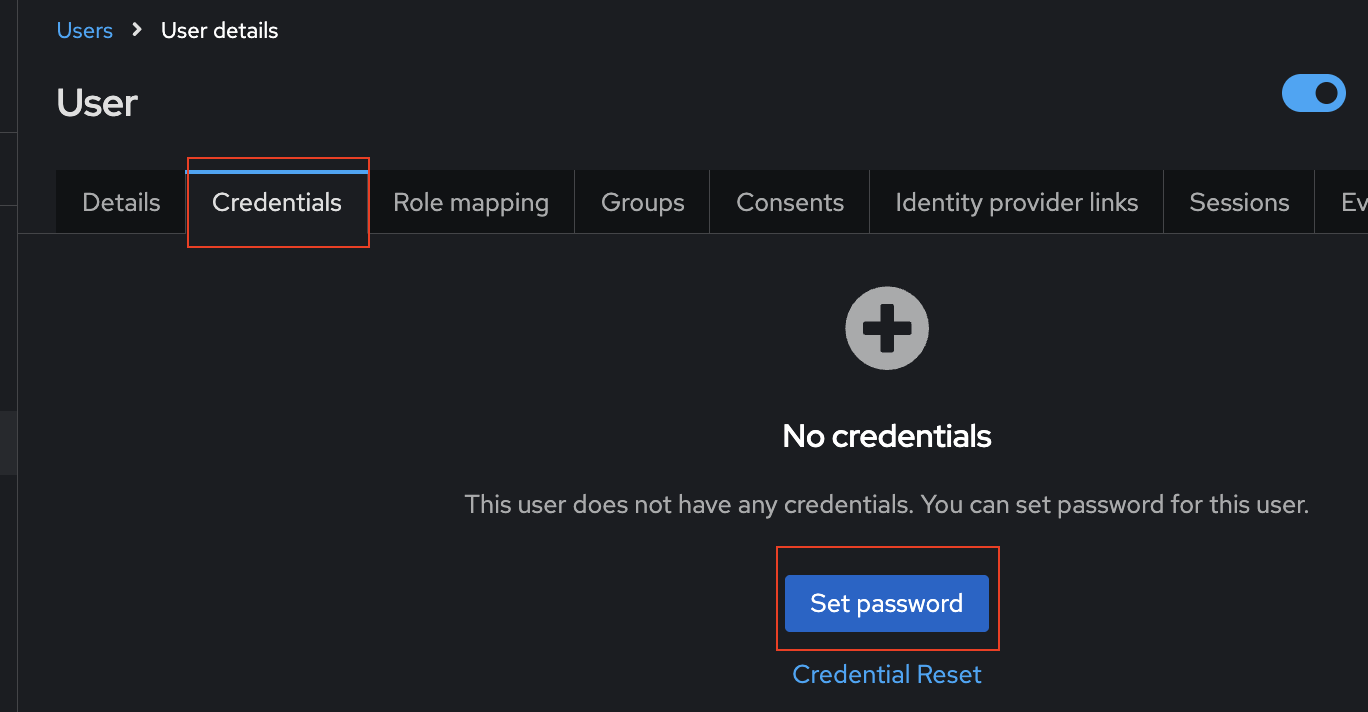 Users > User details
User
Details Credentials Role mapping Groups Consents Identity provider links Sessions Ev
No credentials
This user does not have any credentials. You can set password for this user.
Set password
Credential Reset